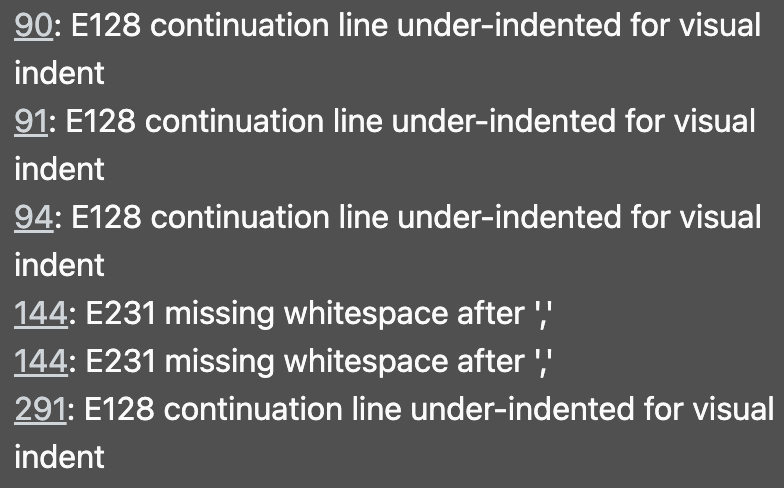 90: E128 continuation line under-indented for visual
indent
91: E128 continuation line under-indented for visual
indent
94: E128 continuation line under-indented for visual
indent
144: E231 missing whitespace after ','
144: E231 missing whitespace after ','
291: E128 continuation line under-indented for visual
indent